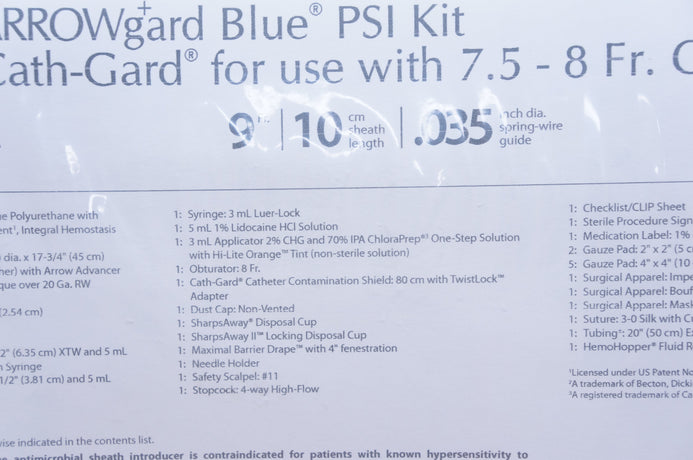 ARROWg+ard Blue® PSI Kit
Cath-Gard® for use with 7.5 - 8 Fr. C
9 Fr. | 10 cm sheath length | .035 inch dia. spring-wire guide
Polyurethane with
Integral Hemostasis
dia. x 17-3/4" (45 cm)
with Arrow Advancer
over 20 Ga. RW
(2.54 cm)
2" (6.35 cm) XTW and 5 mL
Syringe
1/2" (3.81 cm) and 5 mL
1: Syringe: 3 mL Luer-Lock
1: 5 mL 1% Lidocaine HCl Solution
1: 3 mL Applicator 2% CHG and 70% IPA ChloraPrep®³ One-Step Solution
with Hi-Lite Orange™ Tint (non-sterile solution)
1: Obturator: 8 Fr.
1: Cath-Gard® Catheter Contamination Shield: 80 cm with TwistLock™
Adapter
1: Dust Cap: Non-Vented
1: SharpsAway® Disposal Cup
1: SharpsAway II™ Locking Disposal Cup
1: Maximal Barrier Drape™ with 4" fenestration
1: Needle Holder
1: Safety Scalpel: #11
1: Stopcock: 4-way High-Flow
1: Checklist/CLIP Sheet
1: Sterile Procedure Sign
1: Medication Label: 1%
2: Gauze Pad: 2" x 2" (5 c
5: Gauze Pad: 4" x 4" (10
1: Surgical Apparel: Impe
1: Surgical Apparel: Bouf
1: Surgical Apparel: Mask
1: Suture: 3-0 Silk with Cu
1: Tubing⁺: 20" (50 cm) Ex
1: HemoHopper® Fluid R
¹Licensed under US Patent No
²A trademark of Becton, Dicki
³A registered trademark of Ca
wise indicated in the contents list.
antimicrobial sheath introducer is contraindicated for patients with known hypersensitivity to